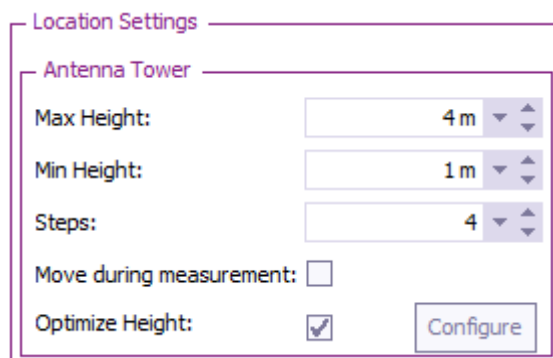 Location Settings
Antenna Tower
Max Height: 4 m
Min Height: 1 m
Steps: 4
Move during measurement:
Optimize Height: Configure